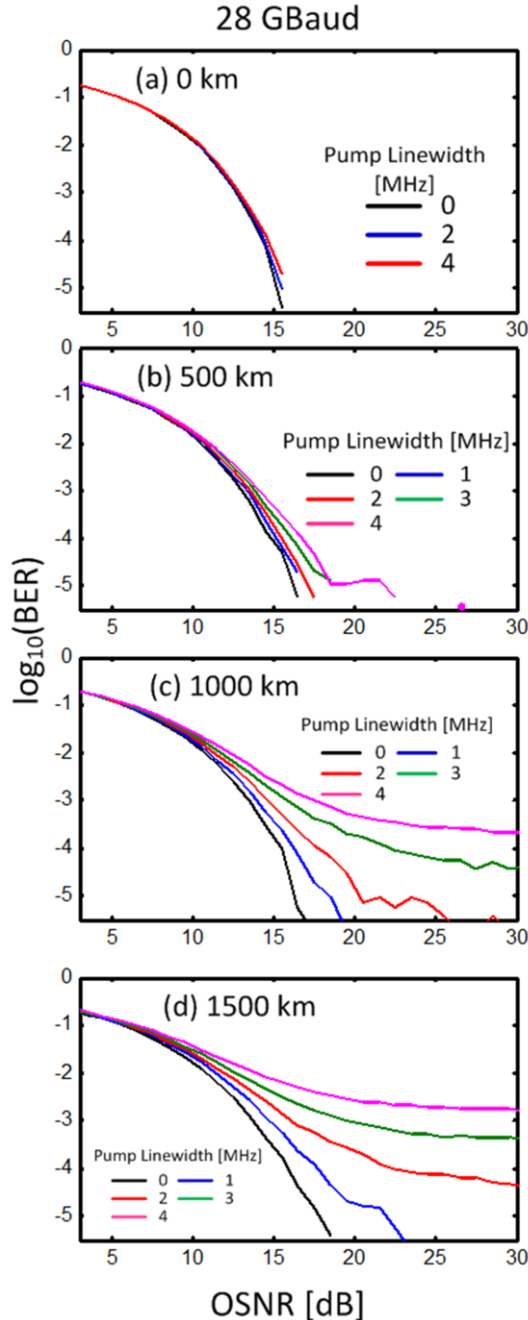 28 GBaud
0
-1
-2
-3
-4
-5
(a) 0 km
Pump Linewidth
[MHz]
0
2
4
5 10 15 20 25 30
0
-1
-2
-3
-4
-5
(b) 500 km
Pump Linewidth [MHz]
0 1
2 3
4
5 10 15 20 25 30
log₁₀(BER)
0
-1
-2
-3
-4
-5
(c) 1000 km
Pump Linewidth [MHz]
0 1
2 3
4
5 10 15 20 25 30
0
-1
-2
-3
-4
-5
(d) 1500 km
Pump Linewidth [MHz]
0 1
2 3
4
5 10 15 20 25 30
OSNR [dB]